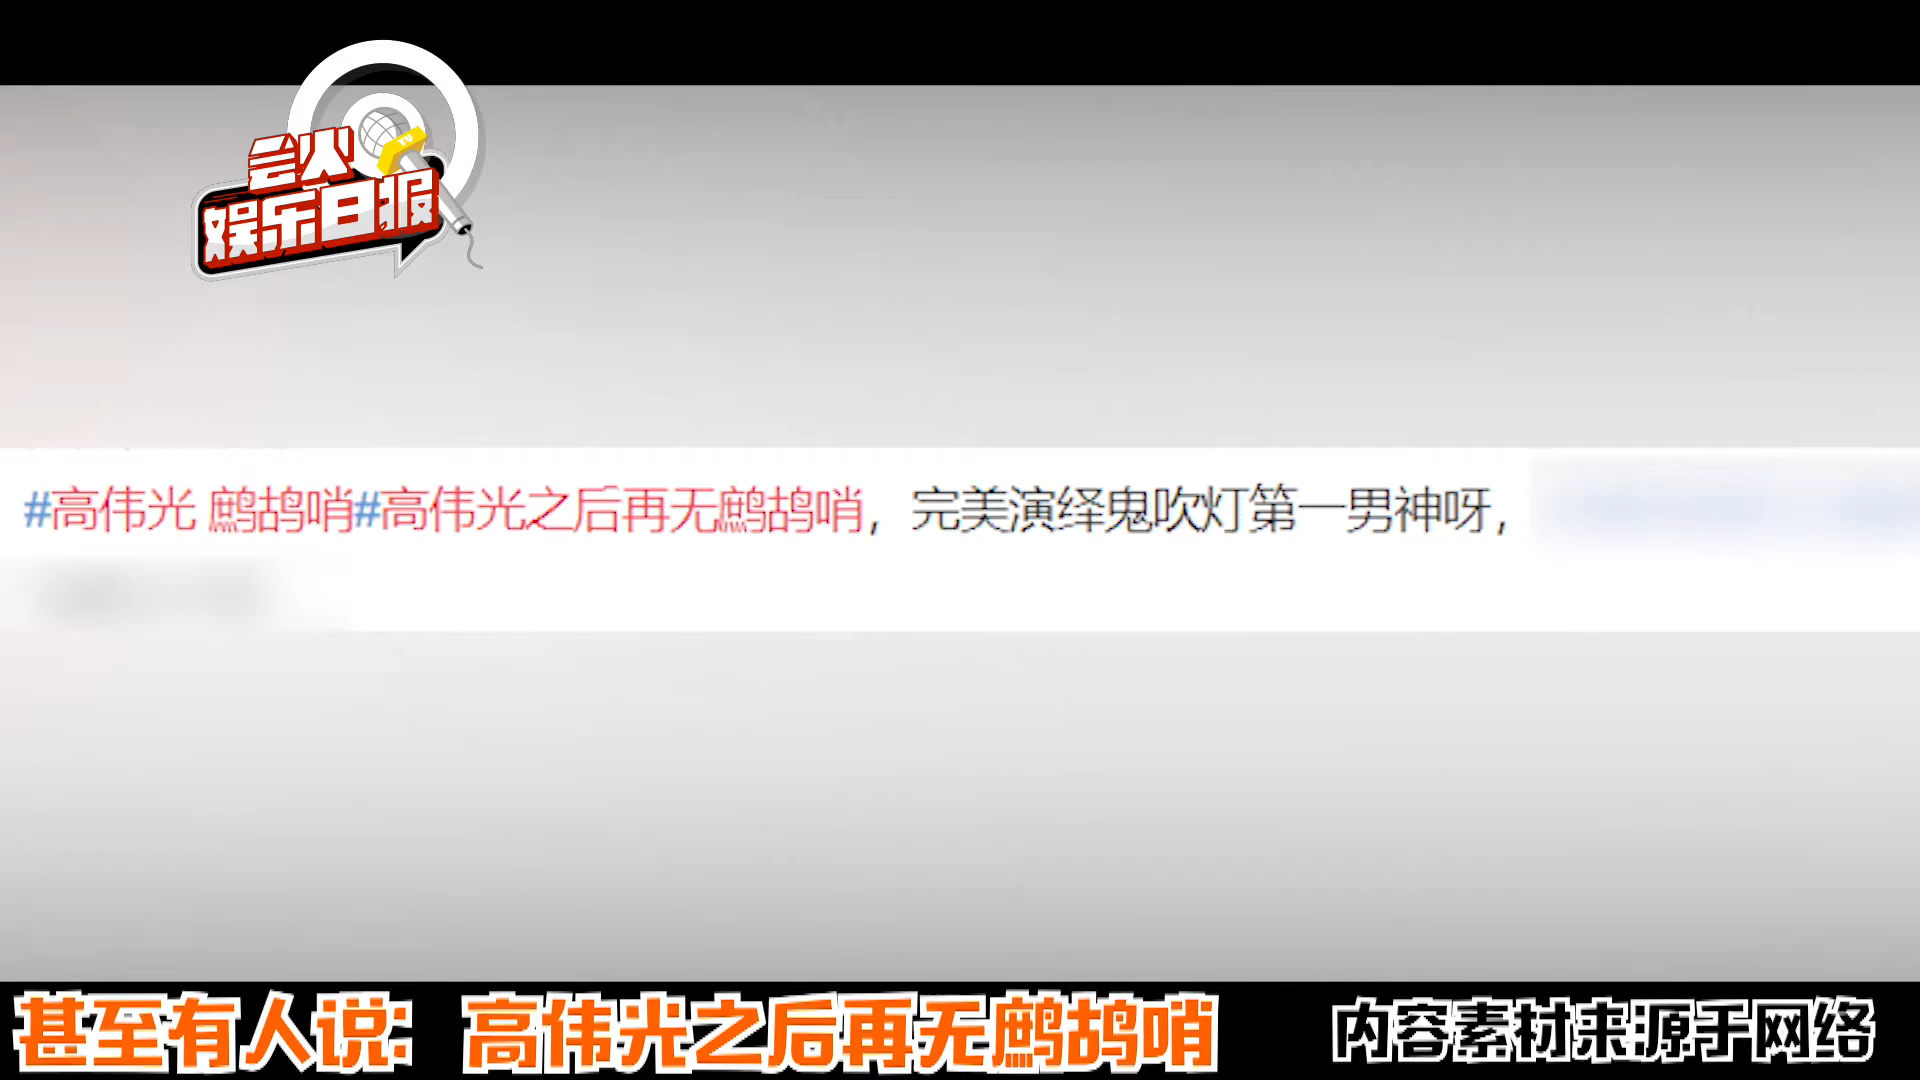 娱乐日报
#高伟光 鹧鸪哨#高伟光之后再无鹧鸪哨，完美演绎鬼吹灯第一男神呀，
甚至有人说：高伟光之后再无鹧鸪哨
内容素材来源于网络